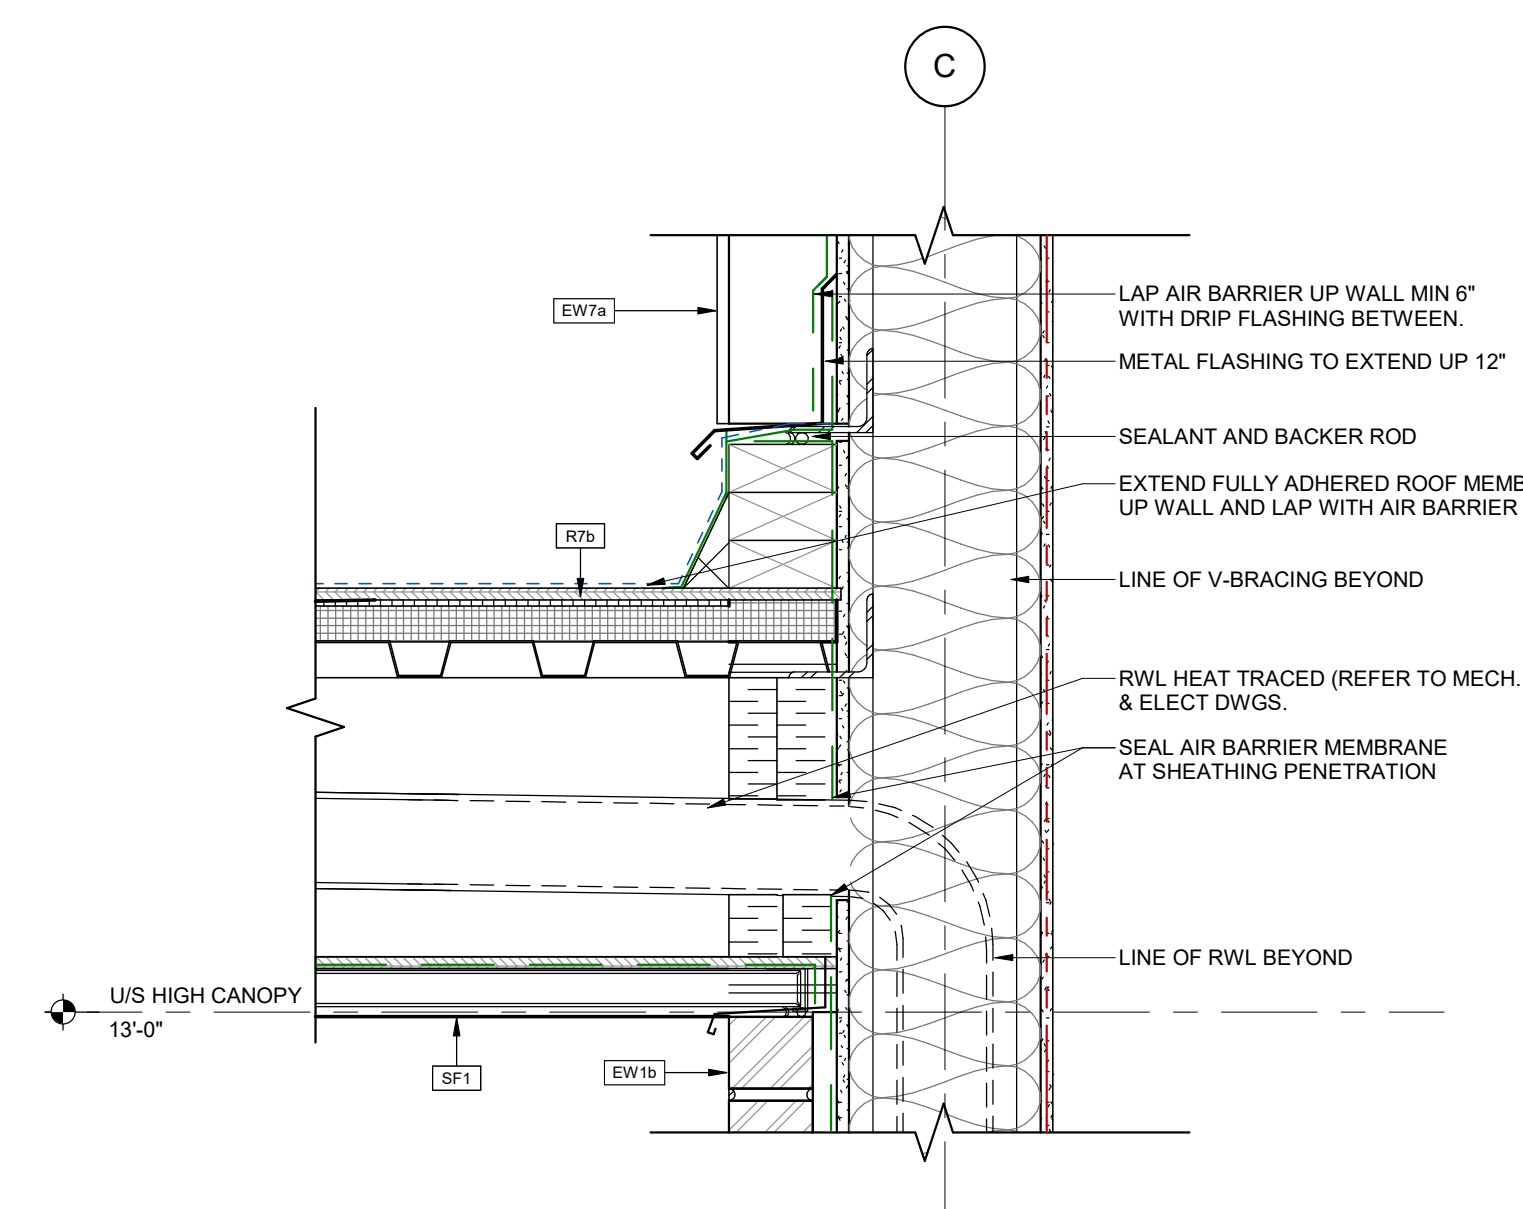 C
LAP AIR BARRIER UP WALL MIN 6"
WITH DRIP FLASHING BETWEEN.
EW7a
METAL FLASHING TO EXTEND UP 12"
SEALANT AND BACKER ROD
EXTEND FULLY ADHERED ROOF MEMB
UP WALL AND LAP WITH AIR BARRIER
R7b
LINE OF V-BRACING BEYOND
RWL HEAT TRACED (REFER TO MECH.
& ELECT DWGS.
SEAL AIR BARRIER MEMBRANE
AT SHEATHING PENETRATION
LINE OF RWL BEYOND
U/S HIGH CANOPY
13'-0"
SF1
EW1b